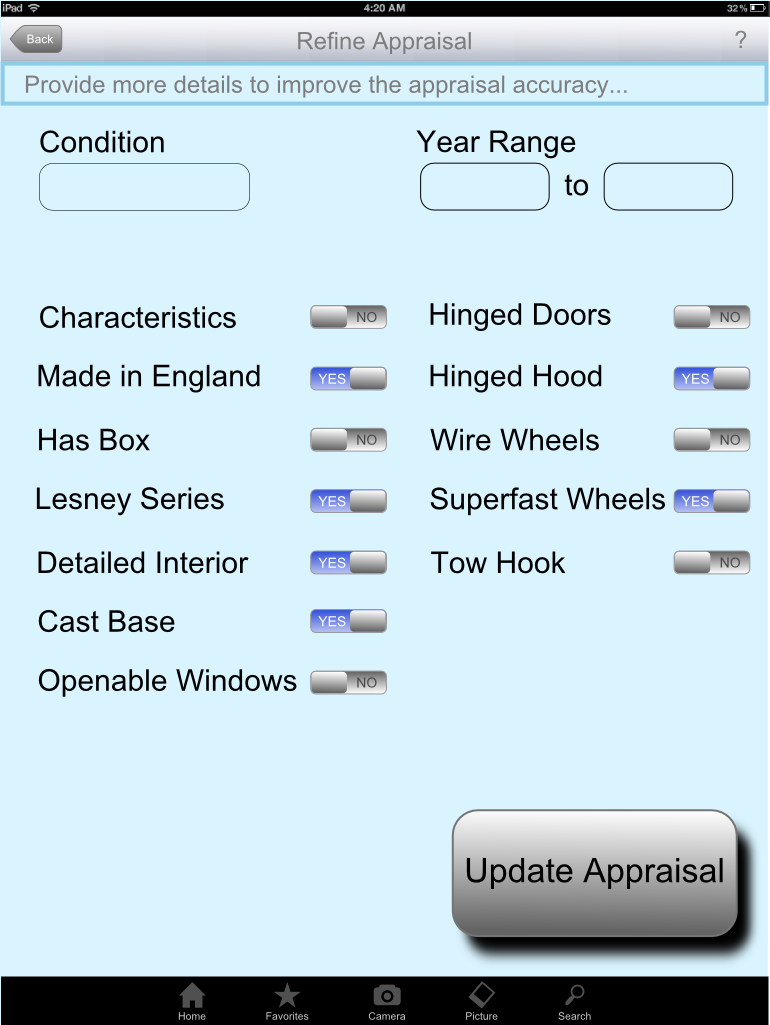 iPad 4:20 AM 32%
Back Refine Appraisal ?
Provide more details to improve the appraisal accuracy...
Condition Year Range
to
Characteristics NO Hinged Doors NO
Made in England YES Hinged Hood YES
Has Box NO Wire Wheels NO
Lesney Series YES Superfast Wheels YES
Detailed Interior YES Tow Hook NO
Cast Base YES
Openable Windows NO
Update Appraisal
Home Favorites Camera Picture Search